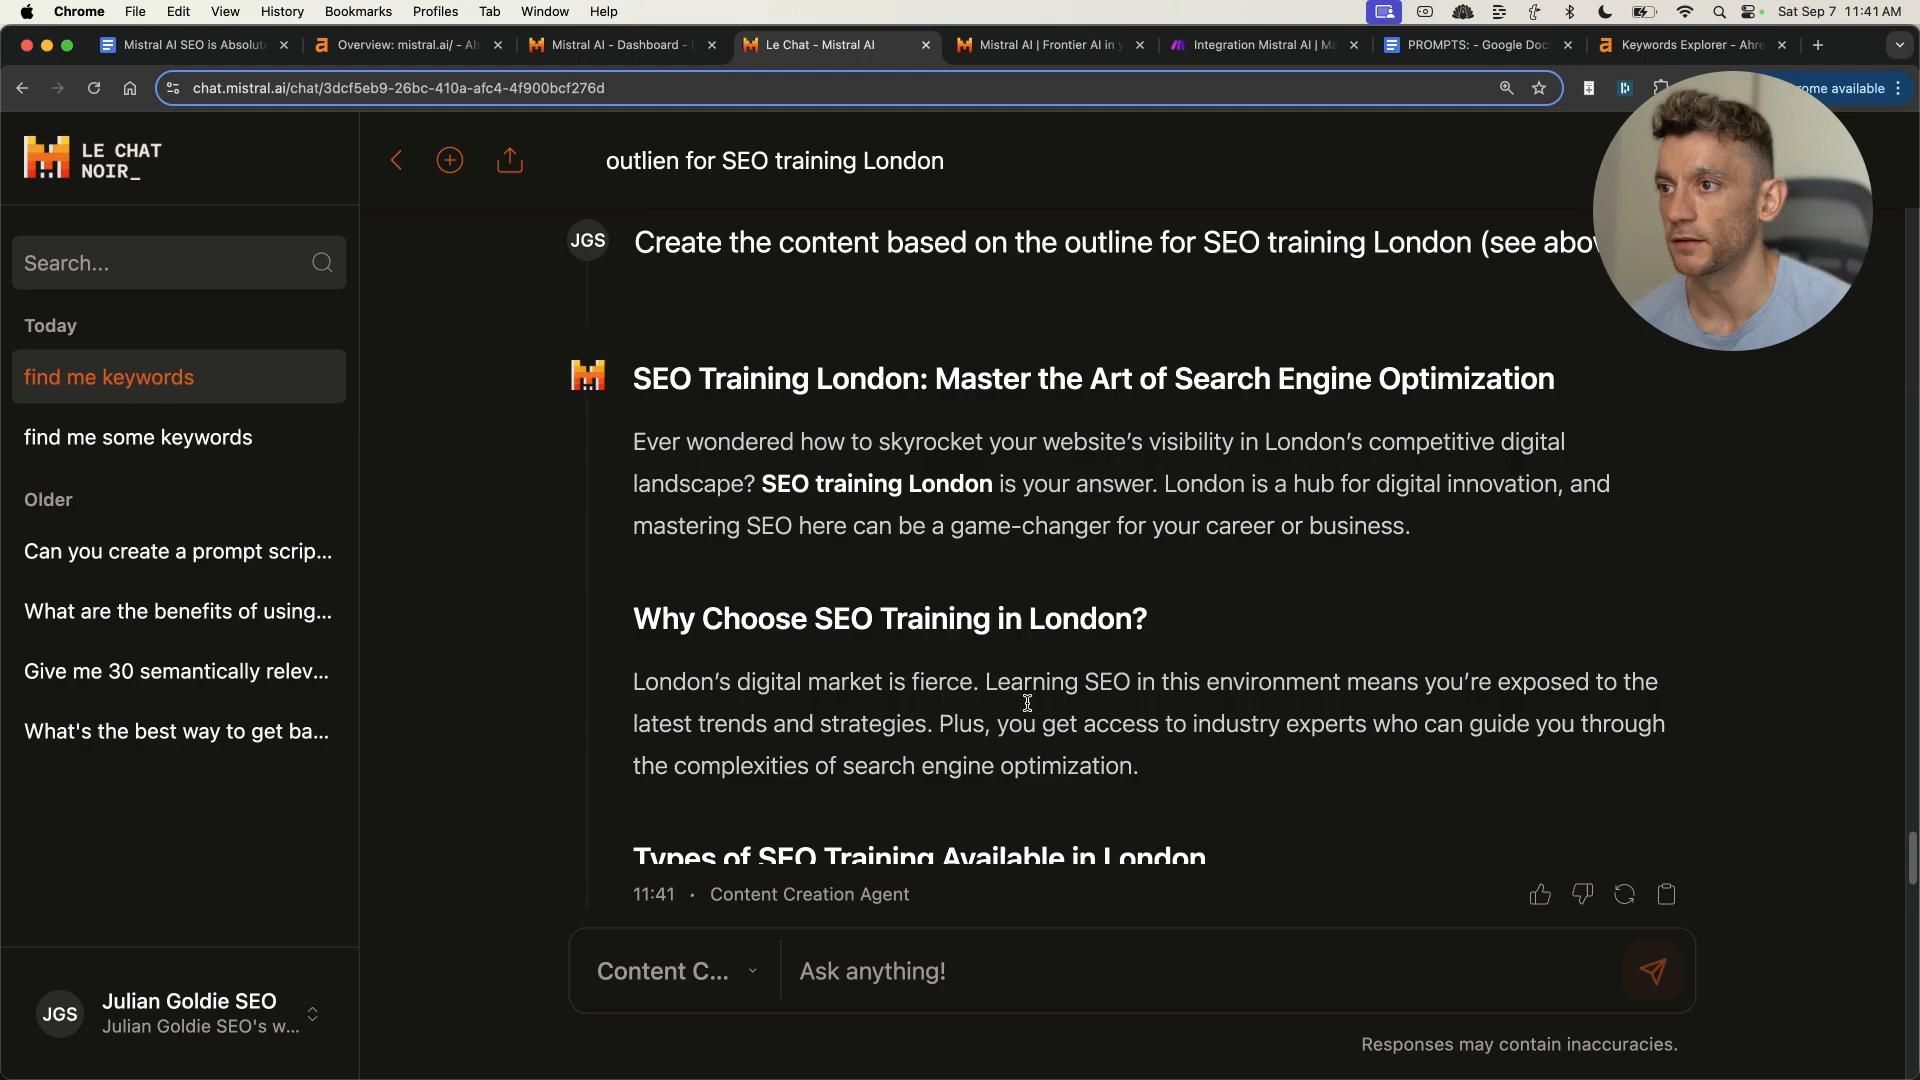 Chrome File Edit View History Bookmarks Profiles Tab Window Help Sat Sep 7 11:41 AM
Mistral AI SEO is Absolut Overview: mistral.ai/ - Ah Mistral AI - Dashboard - Le Chat - Mistral AI Mistral AI | Frontier AI in Integration Mistral AI | Ma PROMPTS: - Google Doc Keywords Explorer - Ahre
chat.mistral.ai/chat/3dcf5eb9-26bc-410a-afc4-4f900bcf276d
ome available
LE CHAT
NOIR_
outlien for SEO training London
Search...
Today
find me keywords
find me some keywords
Older
Can you create a prompt scrip...
What are the benefits of using...
Give me 30 semantically relev...
What's the best way to get ba...
JGS
Julian Goldie SEO
Julian Goldie SEO's w...
JGS
Create the content based on the outline for SEO training London (see abo
SEO Training London: Master the Art of Search Engine Optimization
Ever wondered how to skyrocket your website's visibility in London's competitive digital
landscape? SEO training London is your answer. London is a hub for digital innovation, and
mastering SEO here can be a game-changer for your career or business.
Why Choose SEO Training in London?
London's digital market is fierce. Learning SEO in this environment means you're exposed to the
latest trends and strategies. Plus, you get access to industry experts who can guide you through
the complexities of search engine optimization.
Types of SEO Training Available in London
11:41 · Content Creation Agent
Content C... Ask anything!
Responses may contain inaccuracies.